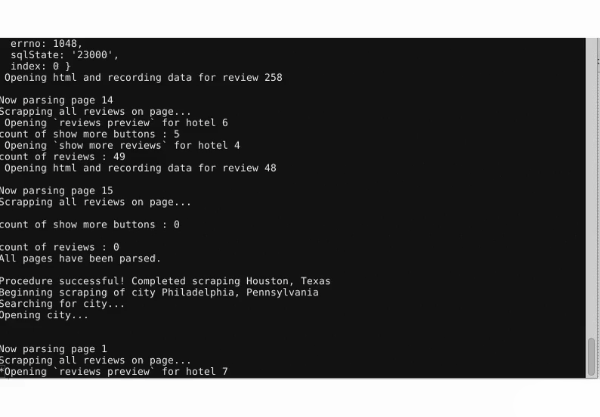 errno: 1048,
sqlState: '23000',
index: 0 }
Opening html and recording data for review 258
Now parsing page 14
Scrapping all reviews on page...
Opening `reviews preview` for hotel 6
count of show more buttons : 5
Opening `show more reviews` for hotel 4
count of reviews : 49
Opening html and recording data for review 48
Now parsing page 15
Scrapping all reviews on page...
count of show more buttons : 0
count of reviews : 0
All pages have been parsed.
Procedure successful! Completed scraping Houston, Texas
Beginning scraping of city Philadelphia, Pennsylvania
Searching for city...
Opening city...
Now parsing page 1
Scrapping all reviews on page...
*Opening `reviews preview` for hotel 7